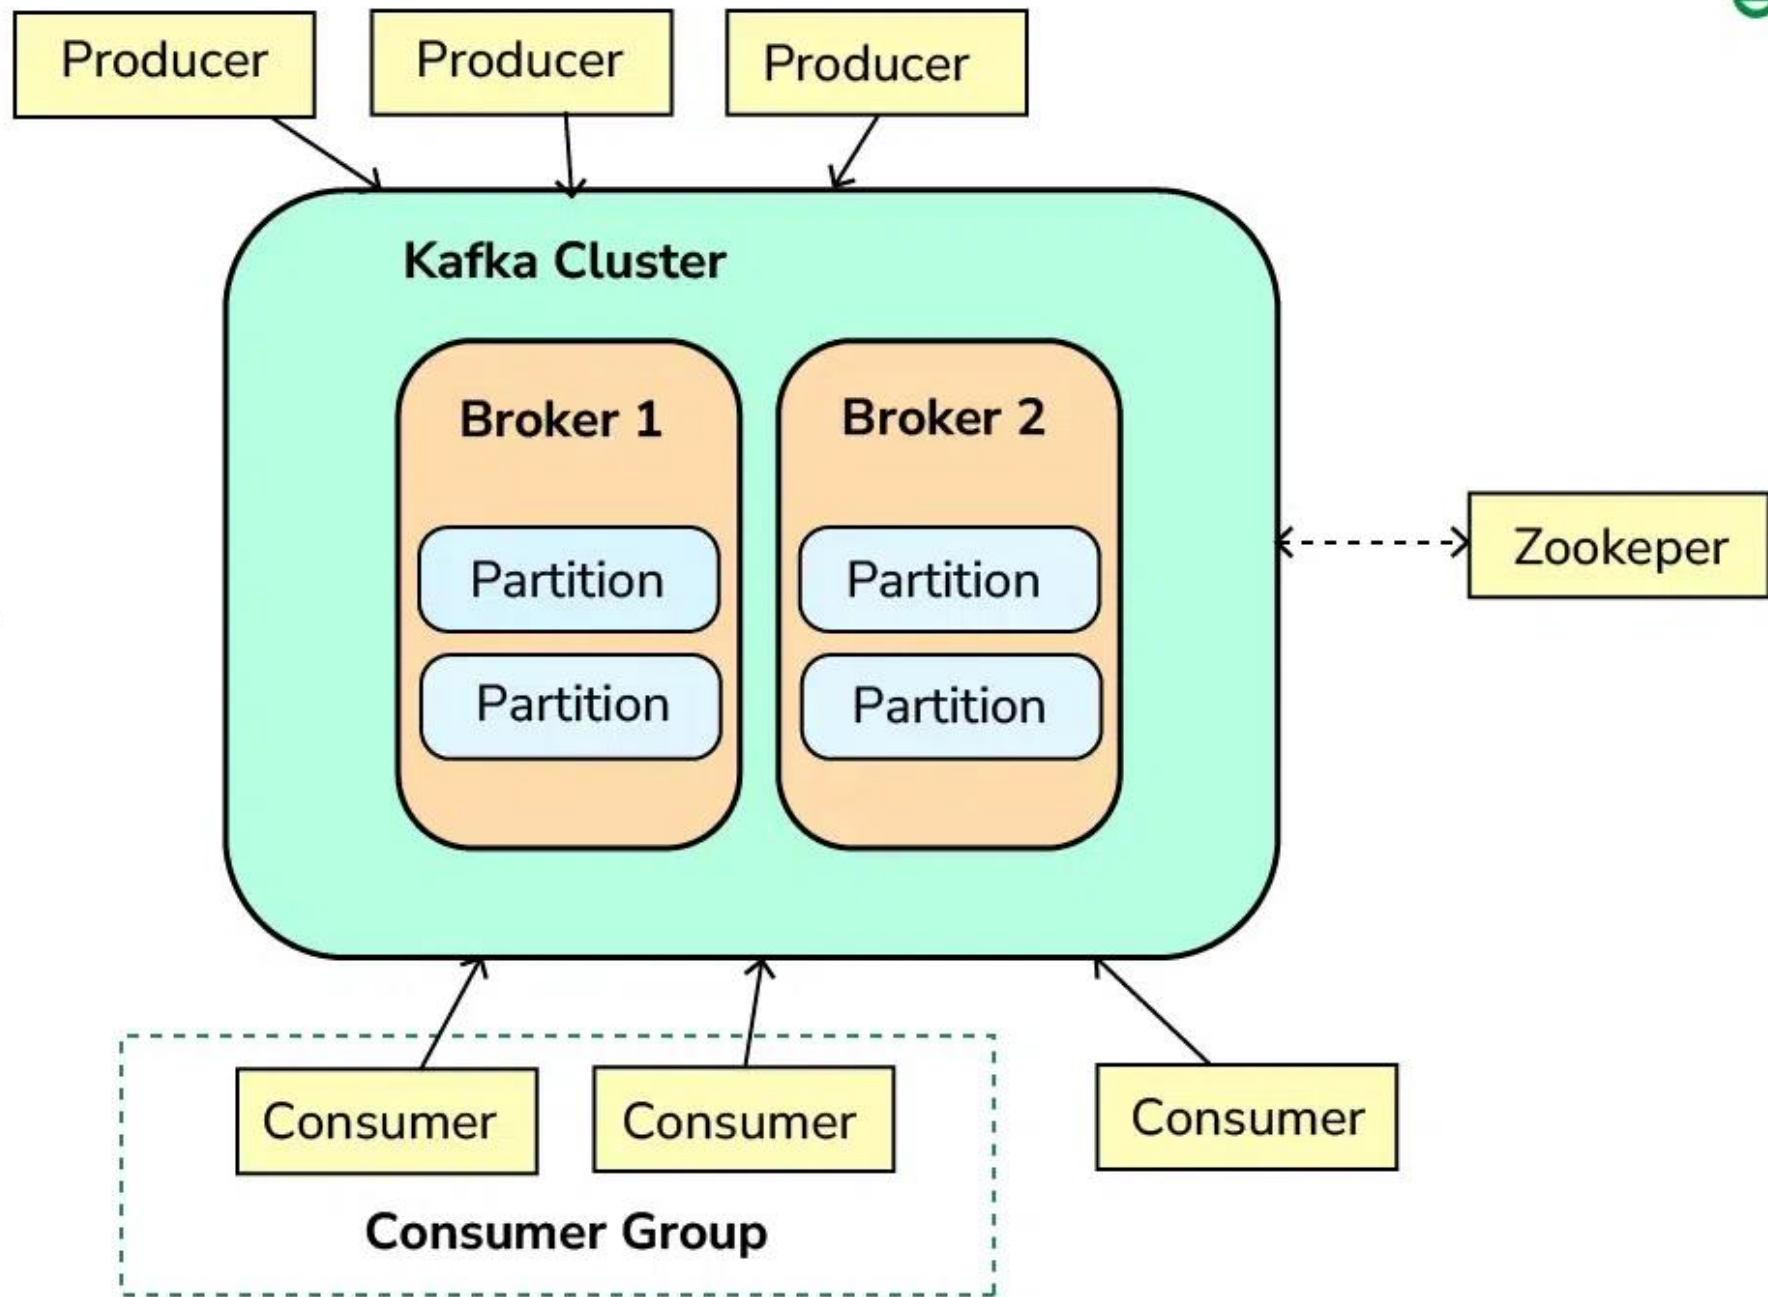 Producer
Producer
Producer
Kafka Cluster
Broker 1
Broker 2
Partition
Partition
Partition
Partition
Zookeper
Consumer
Consumer
Consumer
Consumer Group